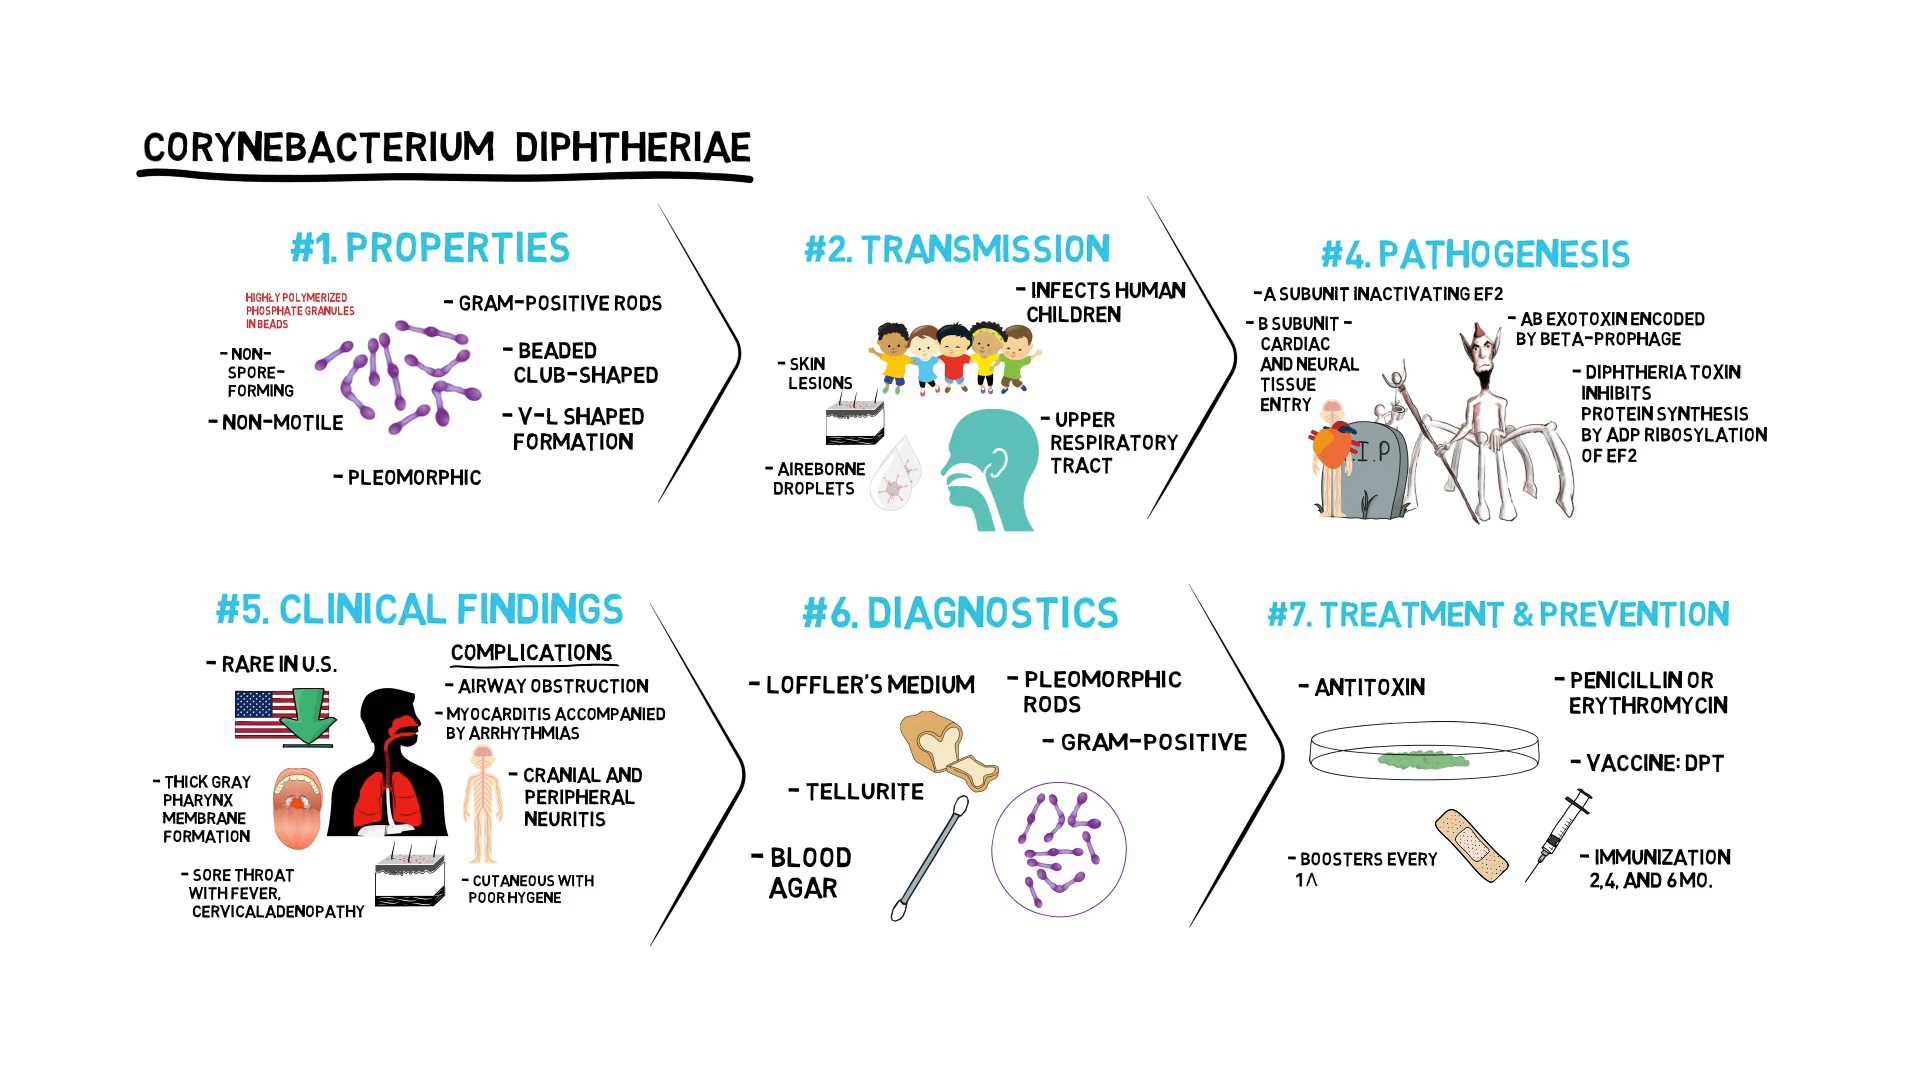 CORYNEBACTERIUM DIPHTHERIAE
#1. PROPERTIES
HIGHLY POLYMERIZED
PHOSPHATE GRANULES
IN BEADS
- GRAM-POSITIVE RODS
- NON-
SPORE-
FORMING
- BEADED
CLUB-SHAPED
- NON-MOTILE
- V-L SHAPED
FORMATION
- PLEOMORPHIC
#2. TRANSMISSION
- INFECTS HUMAN
CHILDREN
- SKIN
LESIONS
- UPPER
RESPIRATORY
TRACT
- AIREBORNE
DROPLETS
#4. PATHOGENESIS
-A SUBUNIT INACTIVATING EF2
- B SUBUNIT -
CARDIAC
AND NEURAL
TISSUE
ENTRY
- AB EXOTOXIN ENCODED
BY BETA-PROPHAGE
- DIPHTHERIA TOXIN
INHIBITS
PROTEIN SYNTHESIS
BY ADP RIBOSYLATION
OF EF2
.I.P
#5. CLINICAL FINDINGS
- RARE IN U.S.
COMPLICATIONS
- AIRWAY OBSTRUCTION
- MYOCARDITIS ACCOMPANIED
BY ARRHYTHMIAS
- THICK GRAY
PHARYNX
MEMBRANE
FORMATION
- CRANIAL AND
PERIPHERAL
NEURITIS
- SORE THROAT
WITH FEVER,
CERVICALADENOPATHY
- CUTANEOUS WITH
POOR HYGENE
#6. DIAGNOSTICS
- LOFFLER'S MEDIUM
- PLEOMORPHIC
RODS
- GRAM-POSITIVE
- TELLURITE
- BLOOD
AGAR
#7. TREATMENT & PREVENTION
- ANTITOXIN
- PENICILLIN OR
ERYTHROMYCIN
- VACCINE: DPT
- BOOSTERS EVERY
1
- IMMUNIZATION
2,4, AND 6 MO.